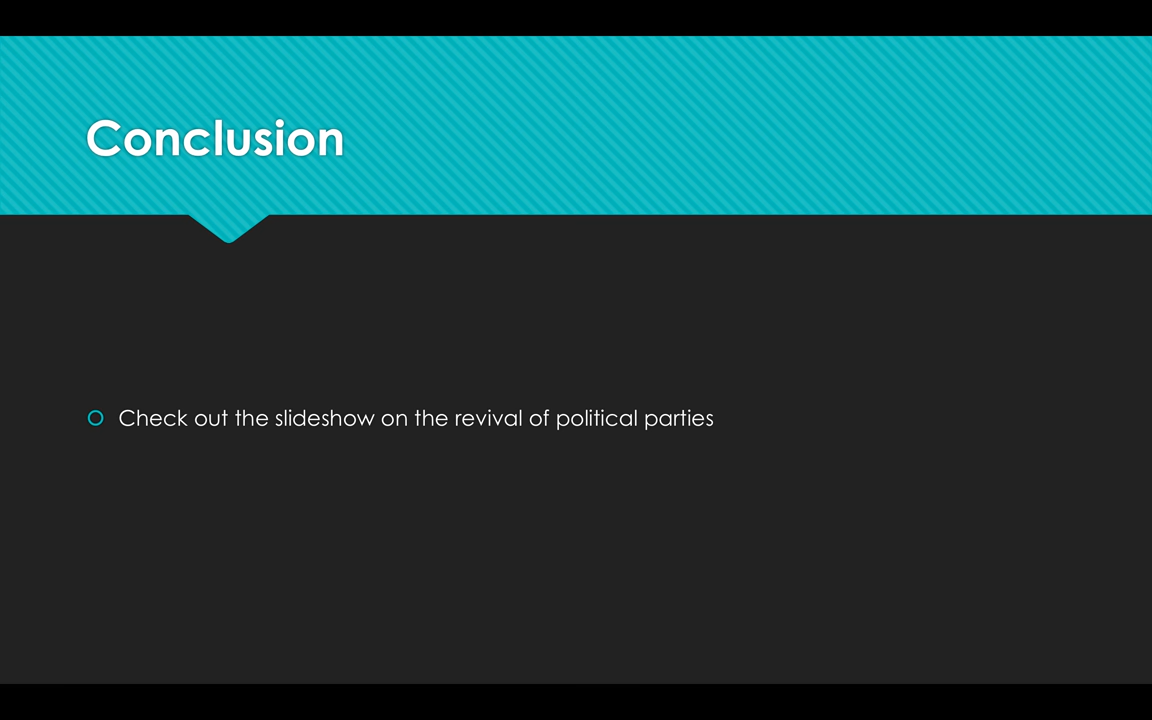 Conclusion
Check out the slideshow on the revival of political parties